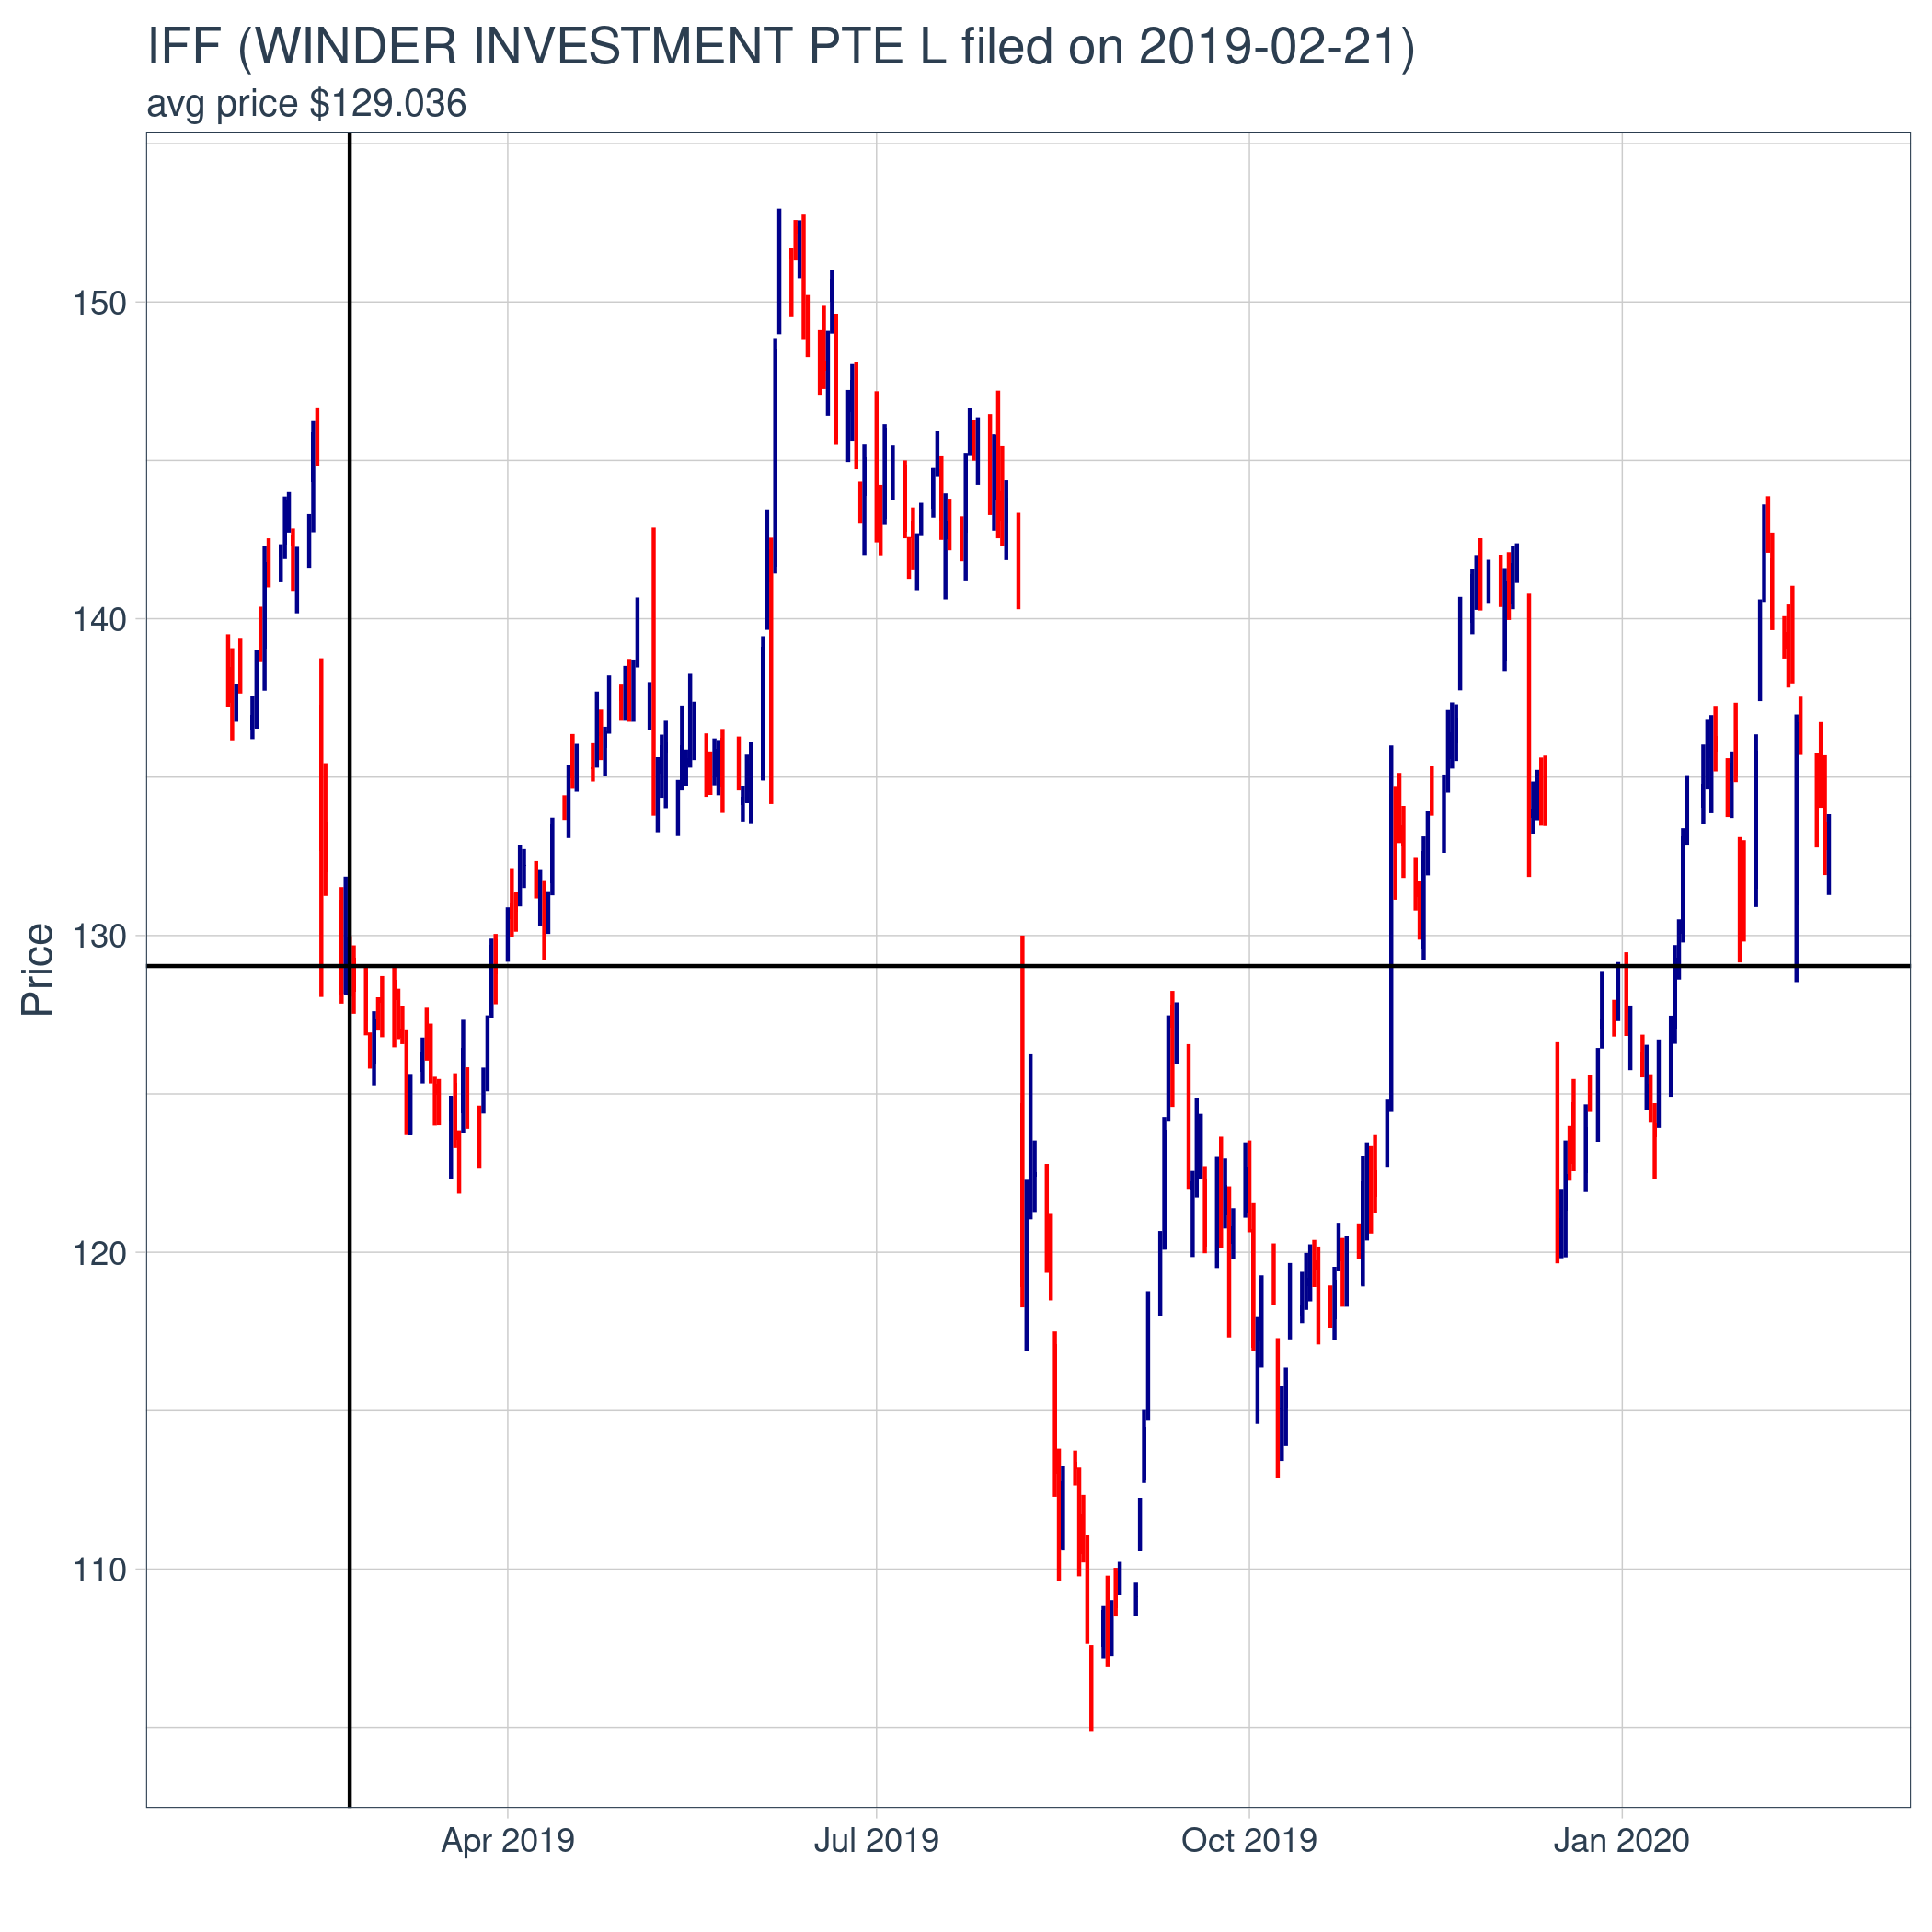 IFF (WINDER INVESTMENT PTE L filed on 2019-02-21)
avg price $129.036
150
140
130
120
110
Price
Apr 2019
Jul 2019
Oct 2019
Jan 2020